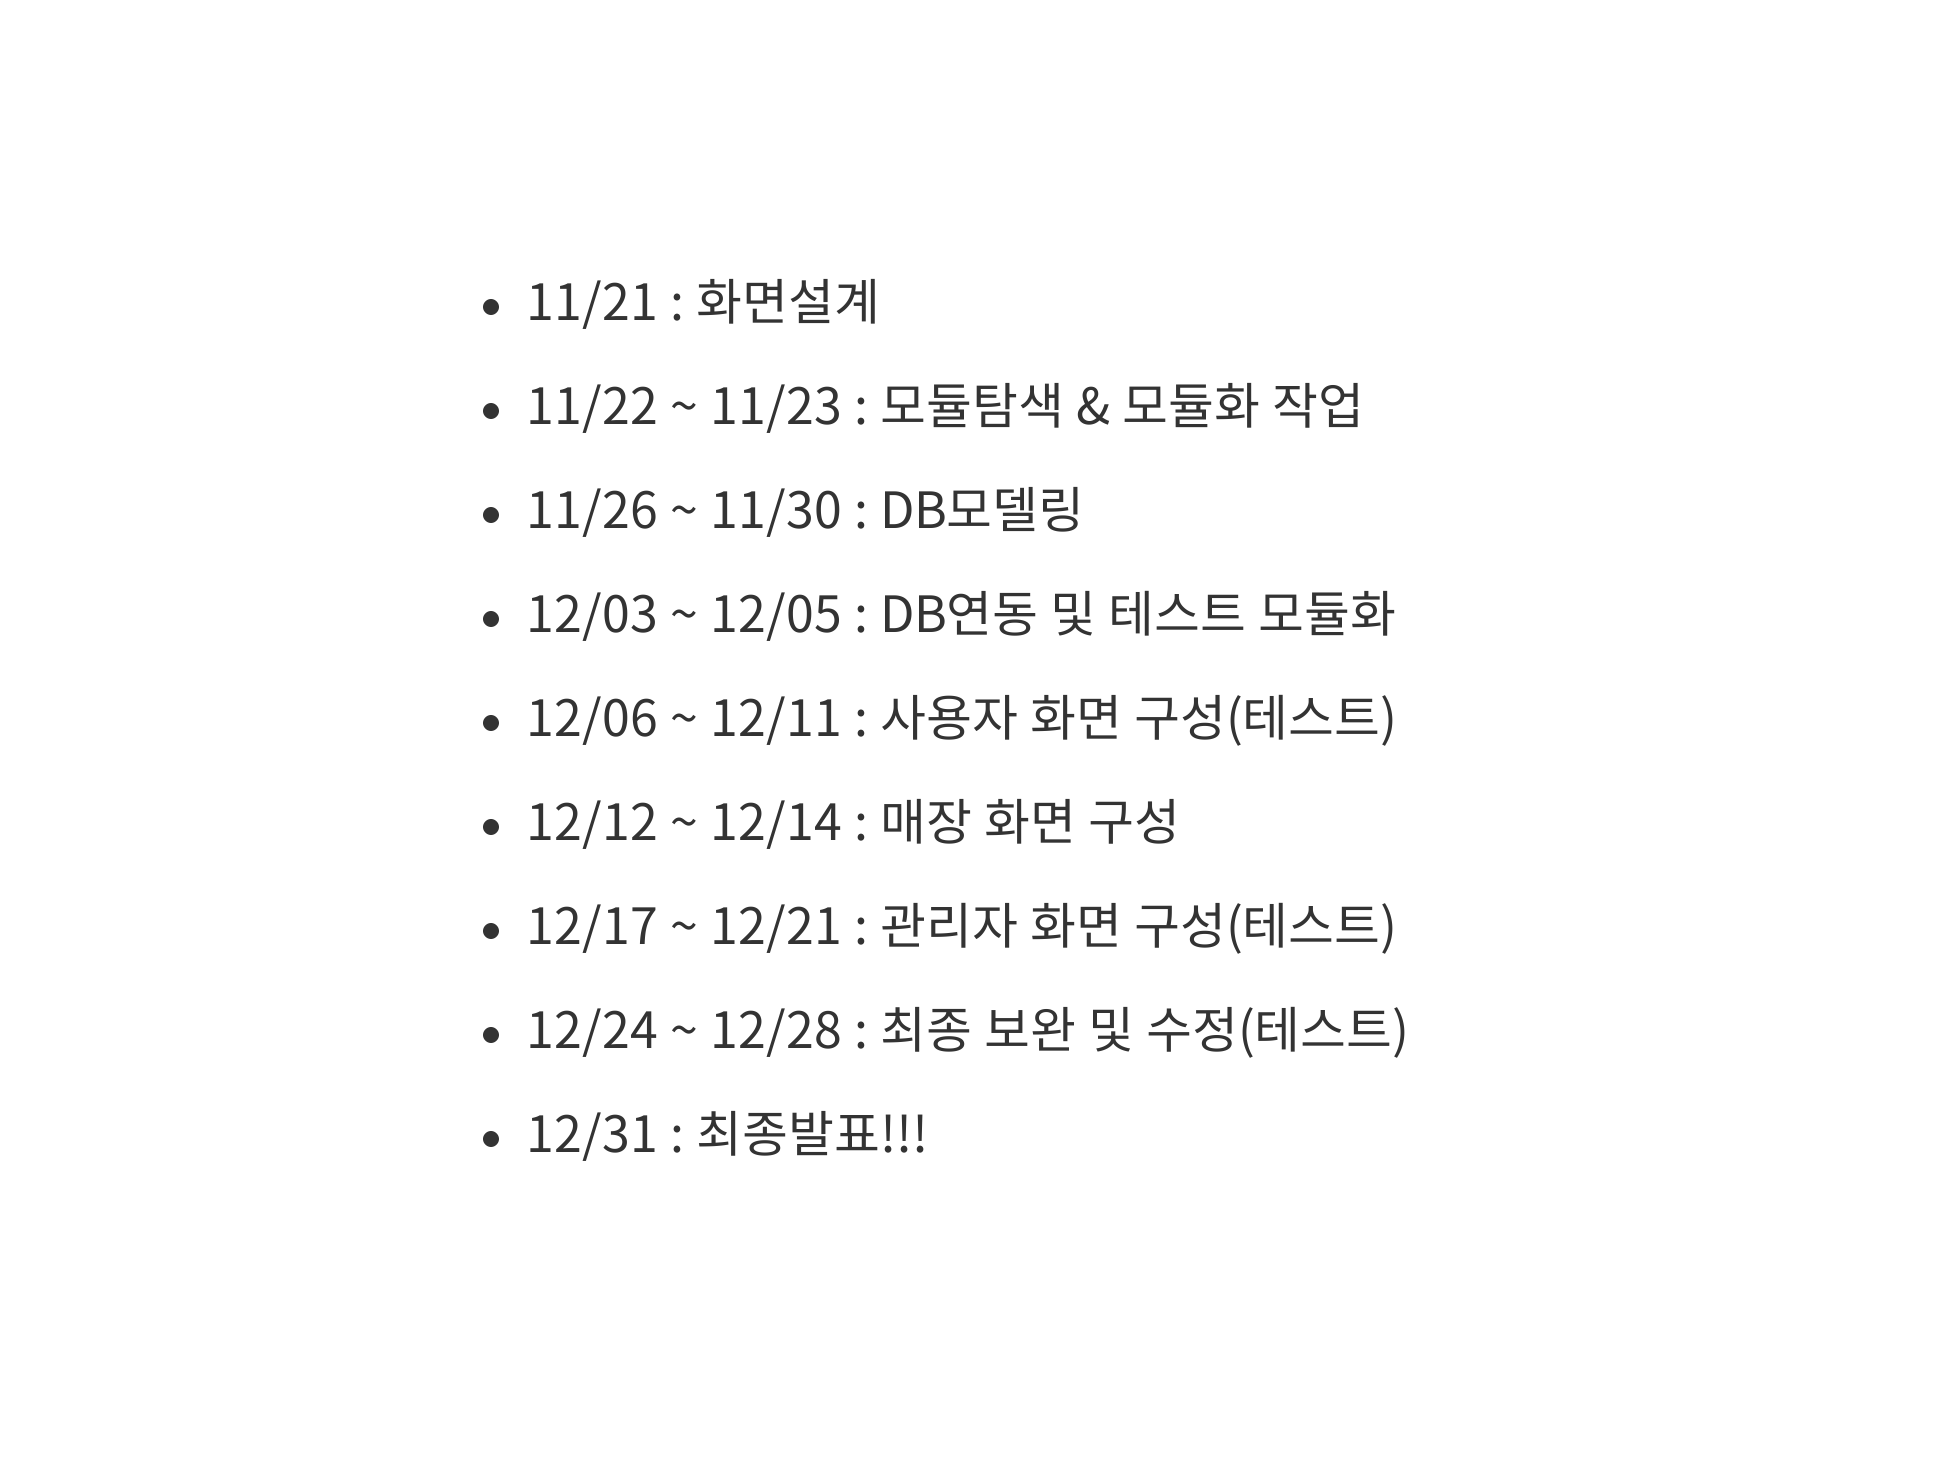 • 11/21 : 화면설계
• 11/22 ~ 11/23 : 모듈탐색 & 모듈화 작업
• 11/26 ~ 11/30 : DB모델링
• 12/03 ~ 12/05 : DB연동 및 테스트 모듈화
• 12/06 ~ 12/11 : 사용자 화면 구성(테스트)
• 12/12 ~ 12/14 : 매장 화면 구성
• 12/17 ~ 12/21 : 관리자 화면 구성(테스트)
• 12/24 ~ 12/28 : 최종 보완 및 수정(테스트)
• 12/31 : 최종발표!!!